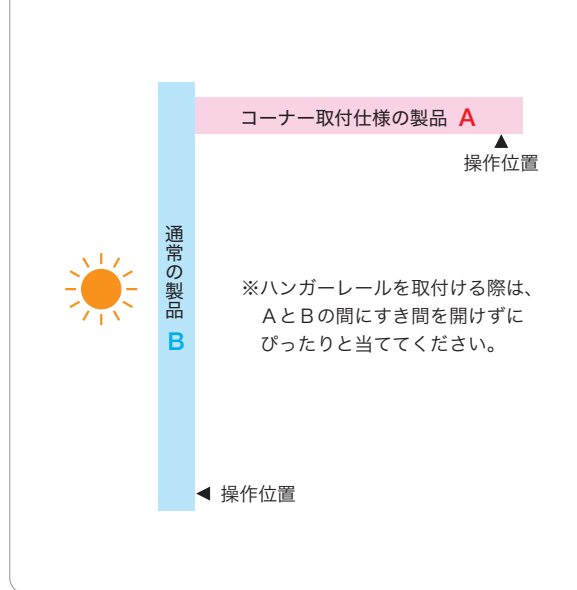 コーナー取付仕様の製品 A
▲
操作位置
通常の製品 B
※ハンガーレールを取付ける際は、
AとBの間にすき間を開けずに
ぴったりと当ててください。
◀ 操作位置